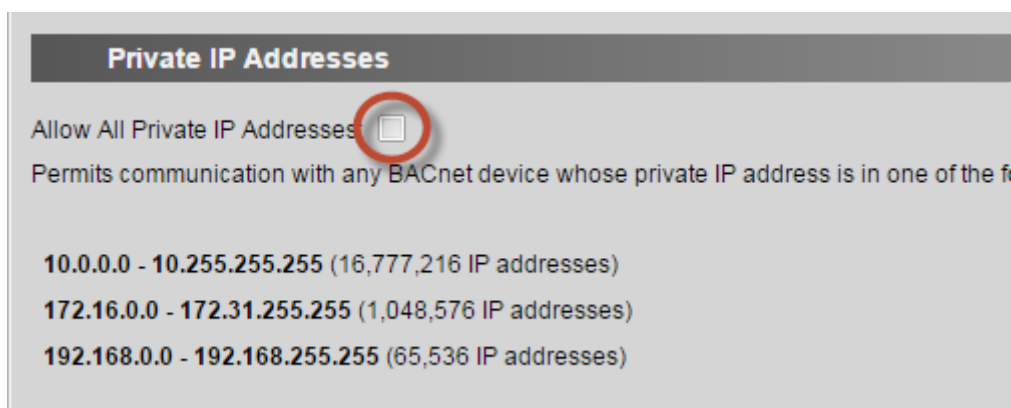 Private IP Addresses
Allow All Private IP Addresses
Permits communication with any BACnet device whose private IP address is in one of the
10.0.0.0 - 10.255.255.255 (16,777,216 IP addresses)
172.16.0.0 - 172.31.255.255 (1,048,576 IP addresses)
192.168.0.0 - 192.168.255.255 (65,536 IP addresses)